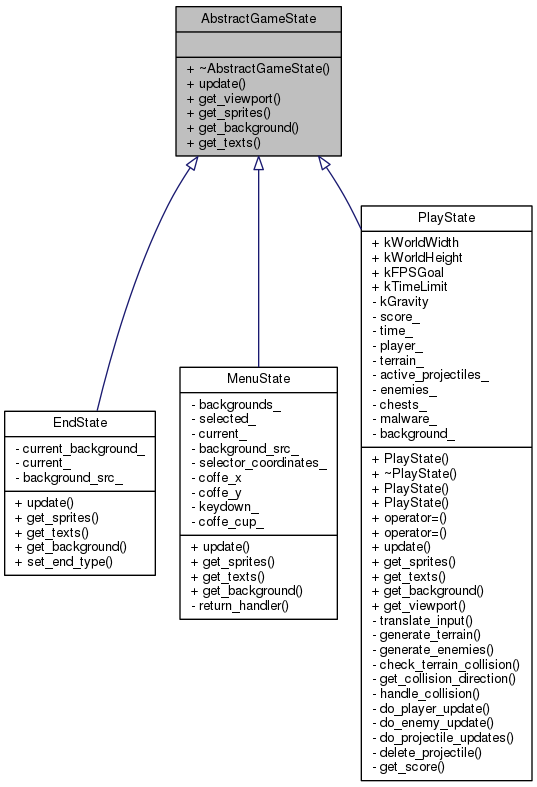 AbstractGameState
+ ~AbstractGameState()
+ update()
+ get_viewport()
+ get_sprites()
+ get_background()
+ get_texts()
EndState
- current_background_
- current_
- background_src_
+ update()
+ get_sprites()
+ get_texts()
+ get_background()
+ set_end_type()
MenuState
- backgrounds_
- selected_
- current_
- background_src_
- selector_coordinates_
- coffe_x
- coffe_y
- keydown_
- coffe_cup_
+ update()
+ get_sprites()
+ get_texts()
+ get_background()
- return_handler()
PlayState
+ kWorldWidth
+ kWorldHeight
+ kFPSGoal
+ kTimeLimit
- kGravity
- score_
- time_
- player_
- terrain_
- active_projectiles_
- enemies_
- chests_
- malware_
- background_
+ PlayState()
+ ~PlayState()
+ PlayState()
+ PlayState()
+ operator=()
+ operator=()
+ update()
+ get_sprites()
+ get_texts()
+ get_background()
+ get_viewport()
- translate_input()
- generate_terrain()
- generate_enemies()
- check_terrain_collision()
- get_collision_direction()
- handle_collision()
- do_player_update()
- do_enemy_update()
- do_projectile_updates()
- delete_projectile()
- get_score()